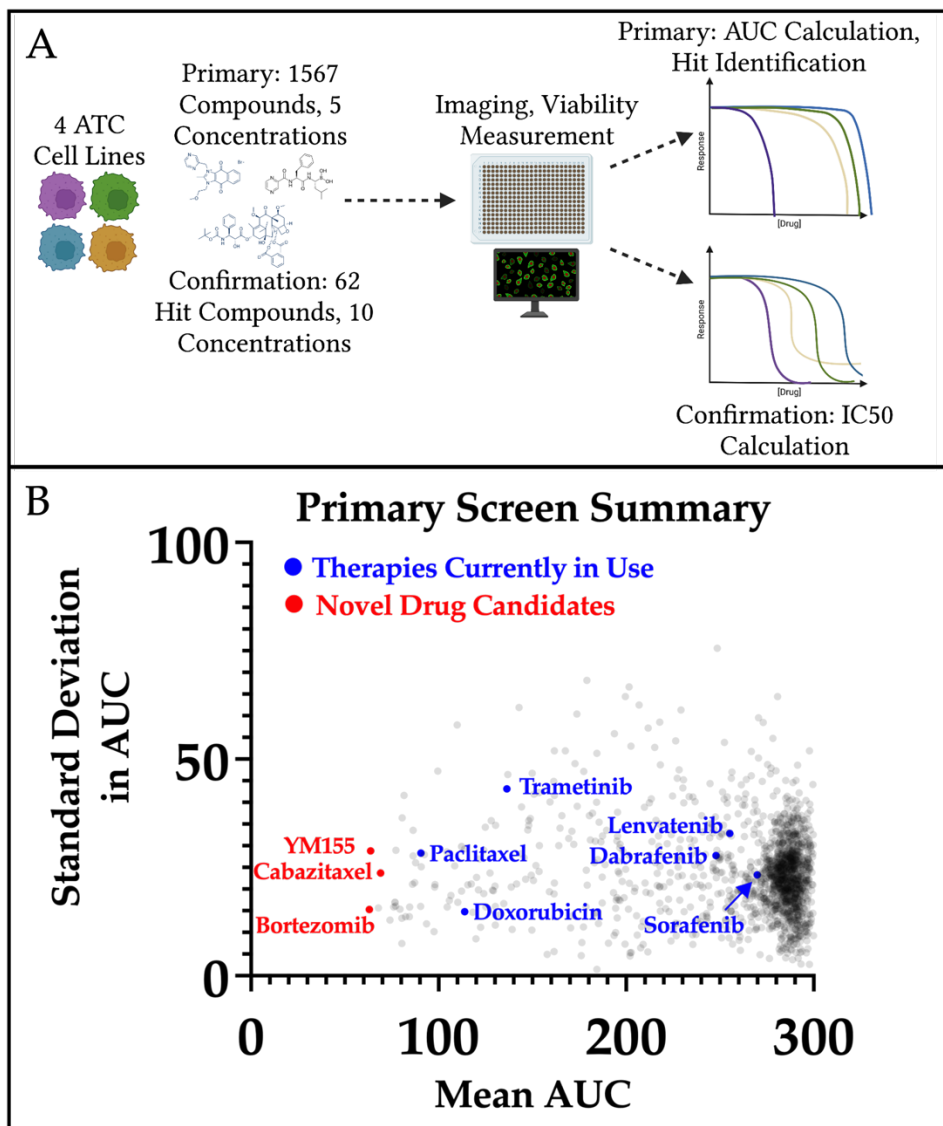 A
4 ATC
Cell Lines
Primary: 1567
Compounds, 5
Concentrations
Confirmation: 62
Hit Compounds, 10
Concentrations
Imaging, Viability
Measurement
Primary: AUC Calculation,
Hit Identification
Response
[Drug]
Response
[Drug]
Confirmation: IC50
Calculation
B
Primary Screen Summary
Therapies Currently in Use
Novel Drug Candidates
Standard Deviation
in AUC
100
50
0
Trametinib
Lenvatenib
YM155
Paclitaxel
Dabrafenib
Cabazitaxel
Bortezomib
Doxorubicin
Sorafenib
0
100
200
300
Mean AUC